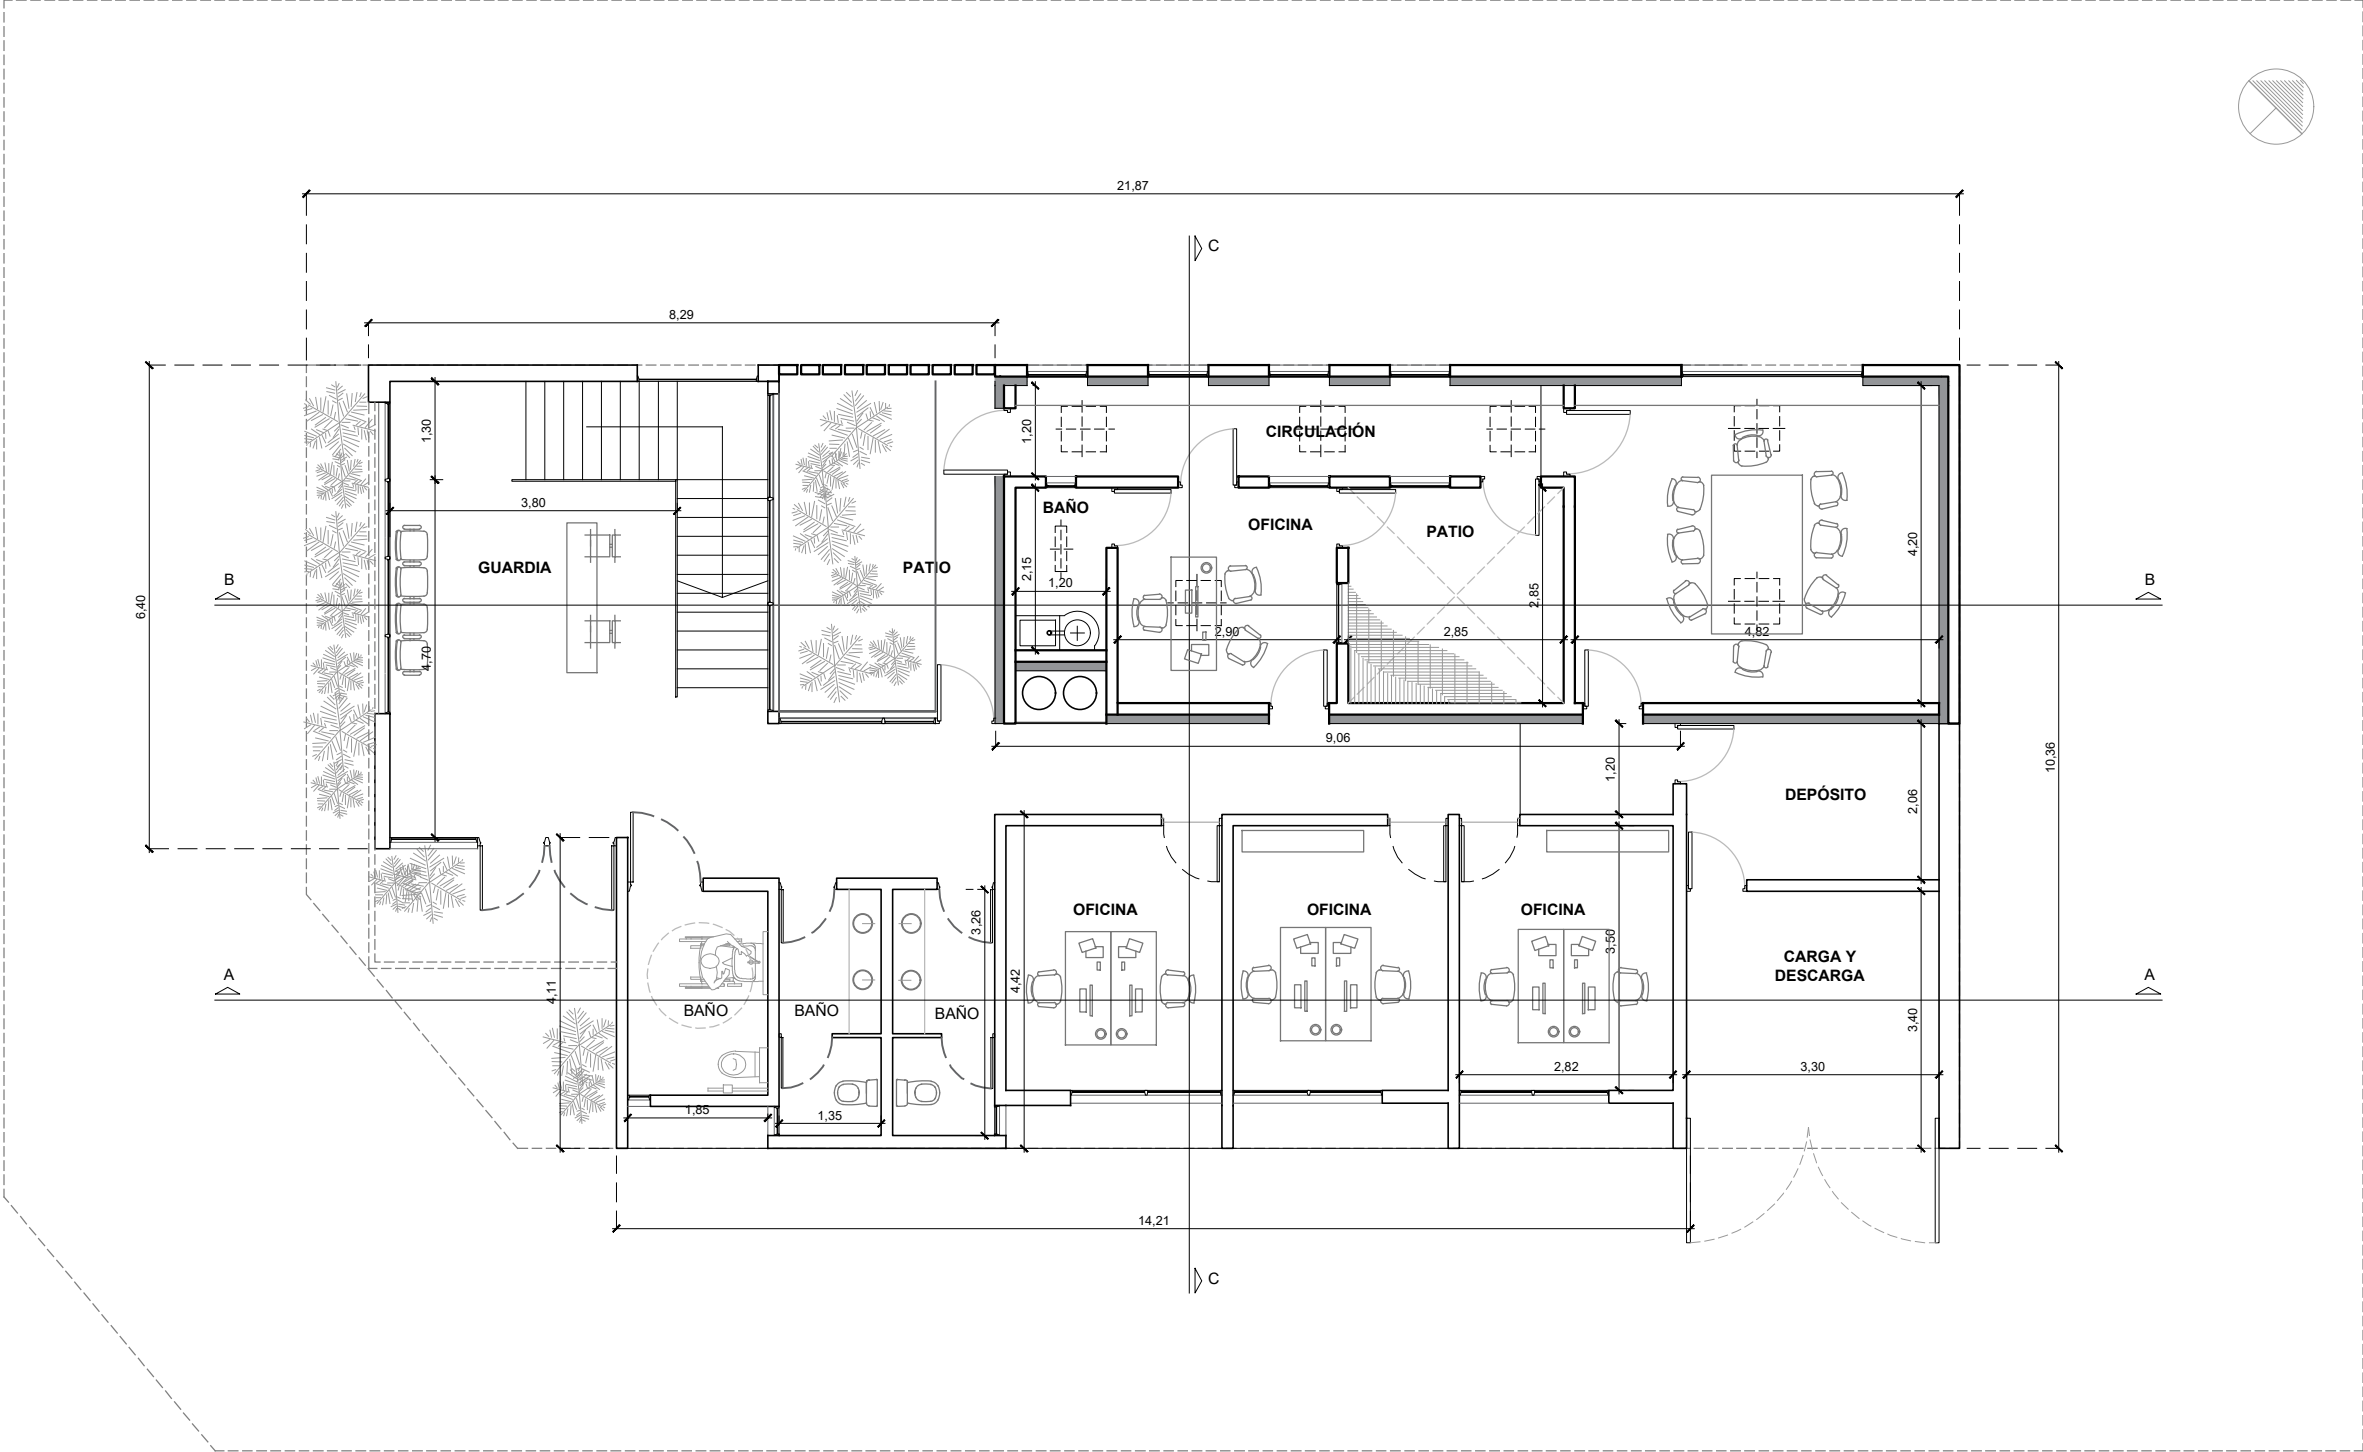 21,87
C
8,29
1,30
1,20
CIRCULACIÓN
3,80
BAÑO
OFICINA
PATIO
GUARDIA
PATIO
4,20
2,15
1,20
B
B
6,40
2,85
4,70
2,90
2,85
4,82
9,06
1,20
10,36
DEPÓSITO
2,06
3,26
OFICINA
OFICINA
OFICINA
3,50
CARGA Y
DESCARGA
A
A
4,11
4,42
BAÑO
BAÑO
BAÑO
3,40
2,82
3,30
1,85
1,35
14,21
C